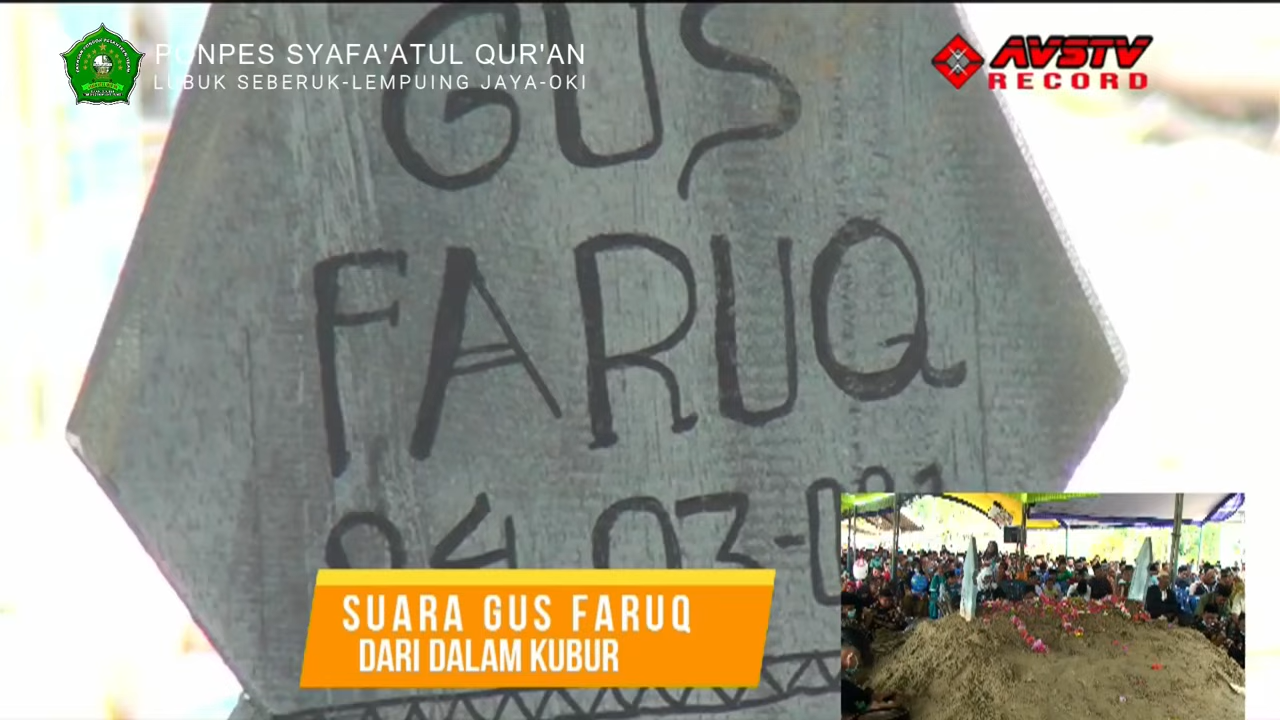 PONPES SYAFA'ATUL QUR'AN
LUBUK SEBERUK-LEMPUING JAYA-OKI
AVSTV
RECORD
GUS
FARUQ
SUARA GUS FARUQ
DARI DALAM KUBUR